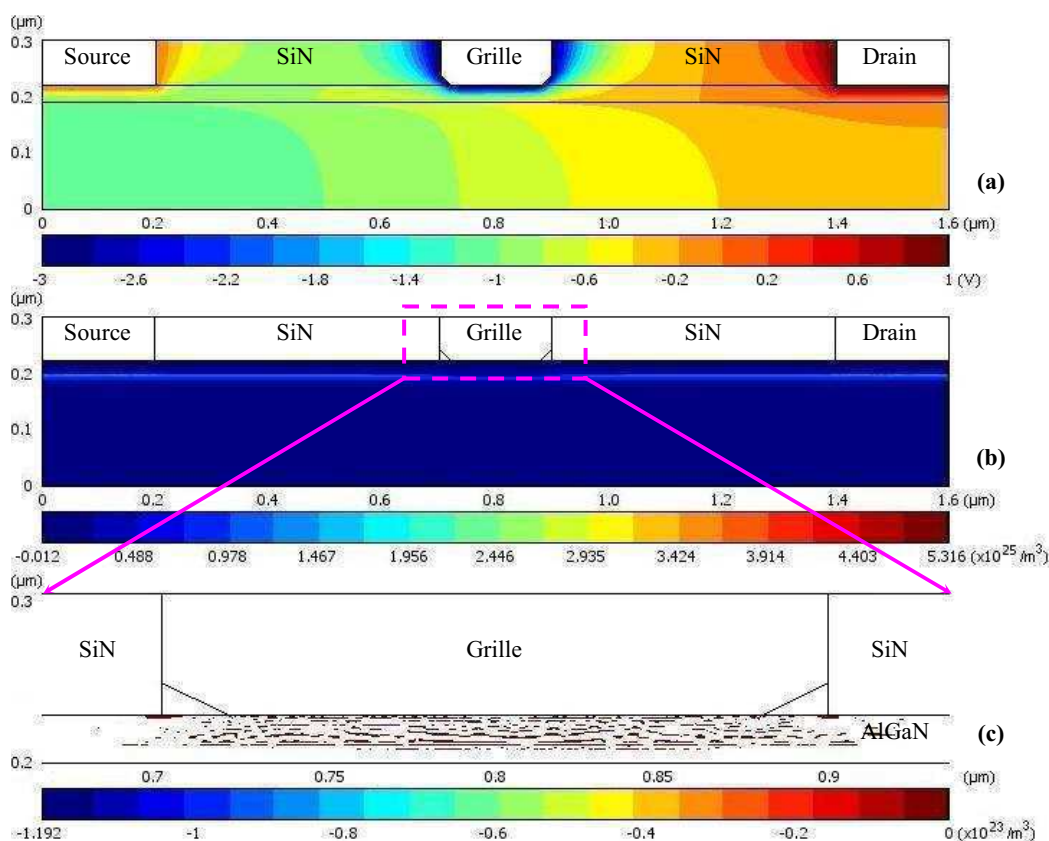 (µm)
0.3 Source SiN Grille SiN Drain
0.2
0.1
(a)
0
0 0.2 0.4 0.6 0.8 1.0 1.2 1.4 1.6 (µm)
-3 -2.6 -2.2 -1.8 -1.4 -1 -0.6 -0.2 0.2 0.6 1 (V)
(µm)
0.3 Source SiN Grille SiN Drain
0.2
0.1
(b)
0
0 0.2 0.4 0.6 0.8 1.0 1.2 1.4 1.6 (µm)
-0.012 0.488 0.978 1.467 1.956 2.446 2.935 3.424 3.914 4.403 5.316 (x10²⁵/m³)
(µm)
0.3
SiN Grille SiN
AlGaN (c)
0.2
0.7 0.75 0.8 0.85 0.9 (µm)
-1.192 -1 -0.8 -0.6 -0.4 -0.2 0 (x10²³/m³)